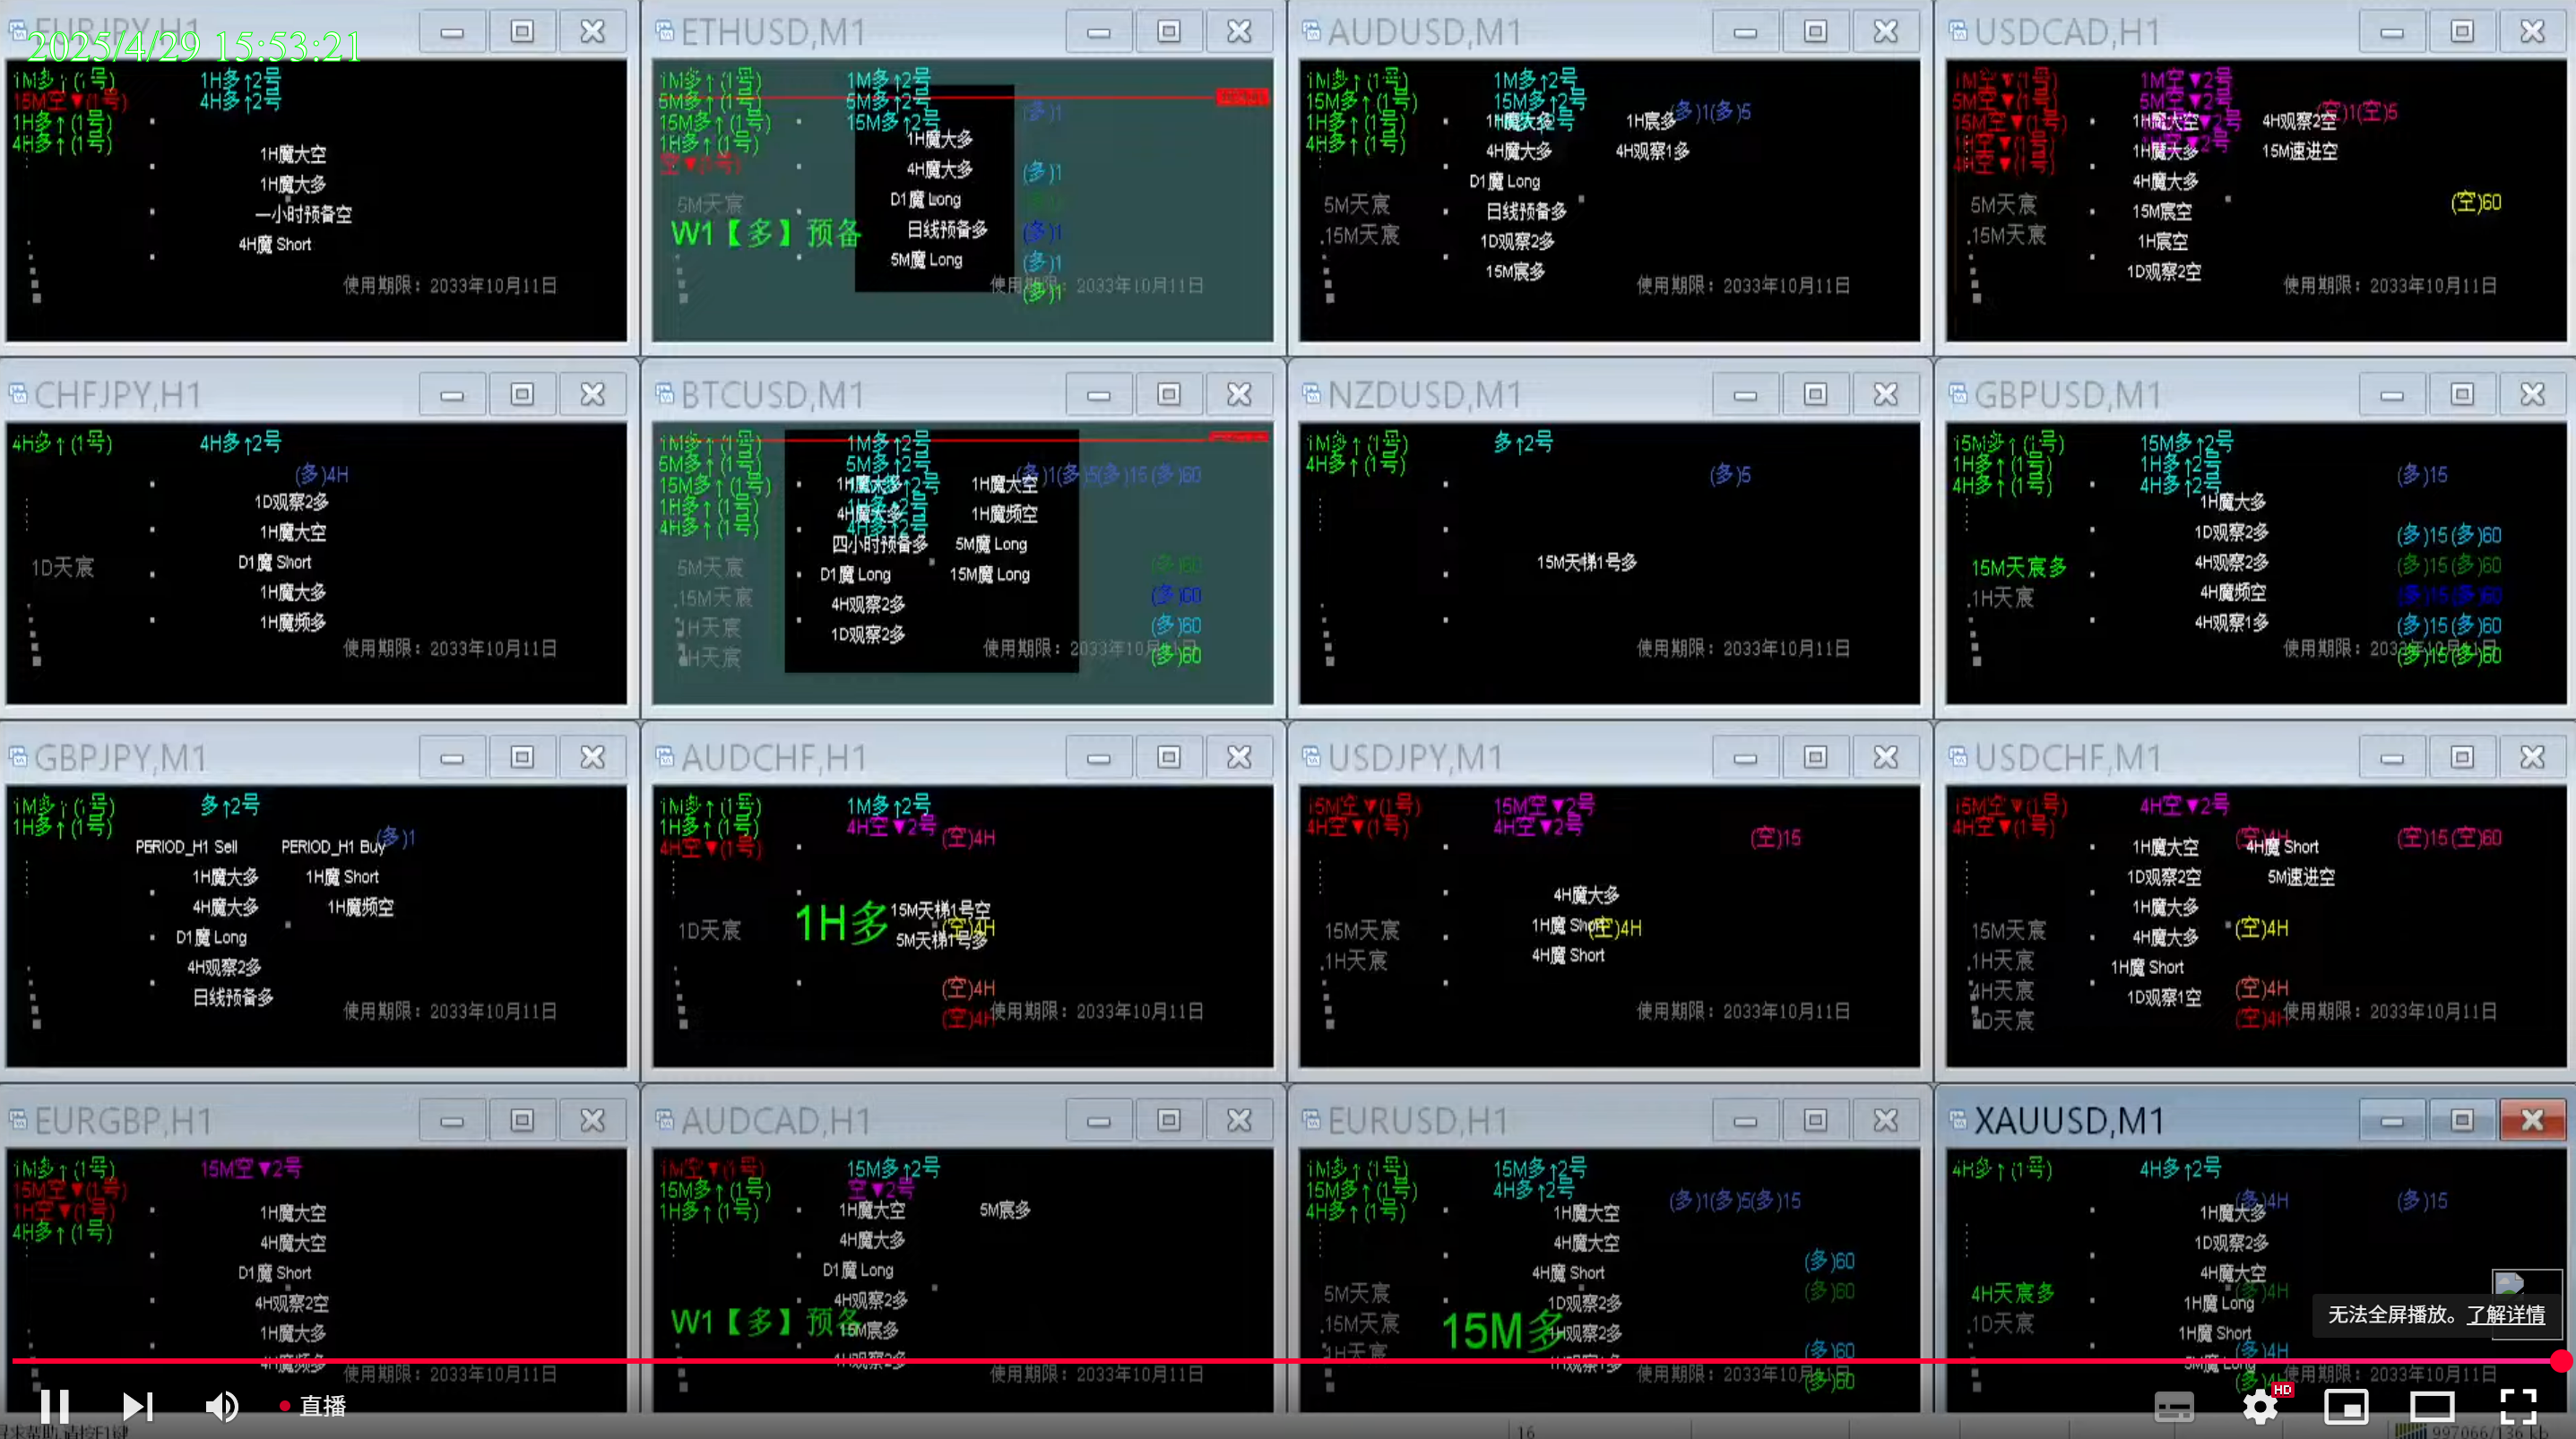 EURJPY,H1
2025/4/29 15:53:21
1M多↑(1号)
1H多↑2号
15M空▼(1号)
4H多↑2号
1H多↑(1号)
4H多↑(1号)
1H魔大空
1H魔大多
一小时预备空
4H魔 Short
使用期限：2033年10月11日
ETHUSD,M1
1M多↑(1号)
1M多↑2号
5M多↑(1号)
5M多↑2号
(多)1
15M多↑(1号)
15M多↑2号
1H多↑(1号)
1H魔大多
空▼(1号)
4H魔大多
(多)1
5M天宸
D1魔 Long
W1【多】预备
日线预备多
(多)1
5M魔 Long
(多)1
使用期限：2033年10月11日
(多)1
AUDUSD,M1
1M多↑(1号)
1M多↑2号
15M多↑(1号)
15M多↑2号
(多)1(多)5
1H多↑(1号)
1H魔大多
1H宸多
4H多↑(1号)
4H魔大多
4H观察1多
D1魔 Long
5M天宸
日线预备多
.15M天宸
1D观察2多
15M宸多
使用期限：2033年10月11日
USDCAD,H1
1M空▼(1号)
1M空▼2号
5M空▼(1号)
5M空▼2号
(空)1(空)5
15M空▼(1号)
1H魔大空
4H观察2空
1H空▼(1号)
1H魔大多
15M速进空
4H空▼(1号)
4H魔大多
(空)60
5M天宸
15M宸空
.15M天宸
1H宸空
1D观察2空
使用期限：2033年10月11日
CHFJPY,H1
4H多↑(1号)
4H多↑2号
(多)4H
1D观察2多
1H魔大空
1D天宸
D1魔 Short
1H魔大多
1H魔频多
使用期限：2033年10月11日
BTCUSD,M1
1M多↑(1号)
1M多↑2号
5M多↑(1号)
5M多↑2号
(多)1(多)5(多)15(多)60
15M多↑(1号)
1H魔大多
1H魔大空
1H多↑(1号)
1H多↑2号
4H多↑(1号)
4H多↑2号
4H魔大多
1H魔频空
四小时预备多
5M魔 Long
5M天宸
(多)60
D1魔 Long
15M魔 Long
.15M天宸
4H观察2多
(多)60
1H天宸
1D观察2多
(多)60
H天宸
使用期限：2033年10月11日
(多)60
NZDUSD,M1
1M多↑(1号)
多↑2号
4H多↑(1号)
(多)5
15M天梯1号多
使用期限：2033年10月11日
GBPUSD,M1
15M多↑(1号)
15M多↑2号
1H多↑(1号)
1H多↑2号
(多)15
4H多↑(1号)
4H多↑2号
1H魔大多
1D观察2多
(多)15(多)60
15M天宸多
4H观察2多
(多)15(多)60
.1H天宸
4H魔频空
(多)15(多)60
4H观察1多
(多)15(多)60
使用期限：2033年10月11日
(多)15(多)60
GBPJPY,M1
1M多↑(1号)
多↑2号
1H多↑(1号)
(多)1
PERIOD_H1 Sell
PERIOD_H1 Buy
1H魔大多
1H魔 Short
4H魔大多
1H魔频空
D1魔 Long
4H观察2多
日线预备多
使用期限：2033年10月11日
AUDCHF,H1
1M多↑(1号)
1M多↑2号
1H多↑(1号)
4H空▼2号
(空)4H
4H空▼(1号)
1H多
15M天梯1号空
1D天宸
(空)4H
5M天梯1号多
(空)4H
(空)4H
使用期限：2033年10月11日
USDJPY,M1
15M空▼(1号)
15M空▼2号
4H空▼(1号)
4H空▼2号
(空)15
4H魔大多
15M天宸
1H魔 Short
(空)4H
.1H天宸
4H魔 Short
使用期限：2033年10月11日
USDCHF,M1
15M空▼(1号)
4H空▼2号
4H空▼(1号)
(空)4H
(空)15(空)60
1H魔大空
4H魔 Short
1D观察2空
5M速进空
1H魔大多
15M天宸
4H魔大多
(空)4H
.1H天宸
1H魔 Short
4H天宸
1D观察1空
(空)4H
1D天宸
(空)4H
使用期限：2033年10月11日
EURGBP,H1
1M多↑(1号)
15M空▼2号
15M空▼(1号)
1H空▼(1号)
4H多↑(1号)
1H魔大空
4H魔大空
D1魔 Short
4H观察2空
1H魔大多
4H魔频多
使用期限：2033年10月11日
AUDCAD,H1
1M空▼(1号)
15M多↑2号
15M多↑(1号)
空▼2号
1H多↑(1号)
1H魔大空
5M宸多
4H魔大多
D1魔 Long
4H观察2多
W1【多】预备
15M宸多
使用期限：2033年10月11日
EURUSD,H1
1M多↑(1号)
15M多↑2号
15M多↑(1号)
4H多↑2号
(多)1(多)5(多)15
4H多↑(1号)
1H魔大空
4H魔大空
(多)60
4H魔 Short
5M天宸
1D观察2多
(多)60
.15M天宸
15M多
1H观察2多
1H天宸
1H观察1多
(多)60
使用期限：2033年10月11日
(多)60
XAUUSD,M1
4H多↑(1号)
4H多↑2号
(多)4H
(多)15
1H魔大多
1D观察2多
4H魔大空
4H天宸多
(多)4H
1H魔 Long
.1D天宸
1H魔 Short
(多)4H
5M魔 Long
使用期限：2033年10月11日
无法全屏播放。了解详情
直播
HD
16
997066/136 kb